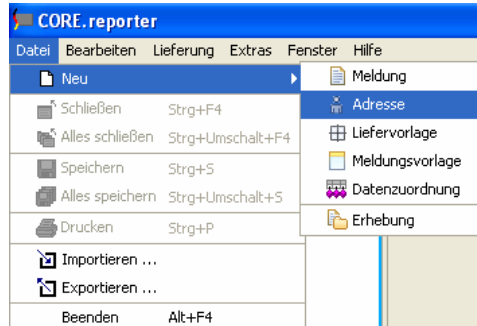 CORE.reporter
Datei Bearbeiten Lieferung Extras Fenster Hilfe
Neu
Schließen Strg+F4
Alles schließen Strg+Umschalt+F4
Speichern Strg+S
Alles speichern Strg+Umschalt+S
Drucken Strg+P
Importieren ...
Exportieren ...
Beenden Alt+F4
Meldung
Adresse
Liefervorlage
Meldungsvorlage
Datenzuordnung
Erhebung